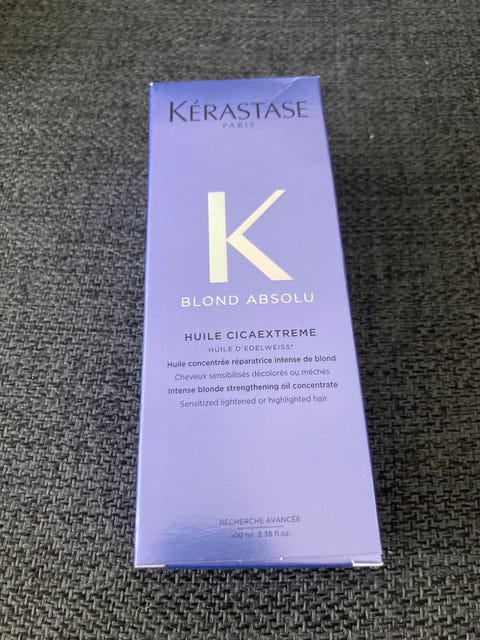 KÉRASTASE
PARIS
K
BLOND ABSOLU
HUILE CICAEXTREME
HUILE D'EDELWEISS*
Huile concentrée réparatrice intense de blond
Cheveux sensibilisés décolorés ou méchés
Intense blonde strengthening oil concentrate
Sensitized lightened or highlighted hair
RECHERCHE AVANCÉE
100 ml 3.38 fl.oz.